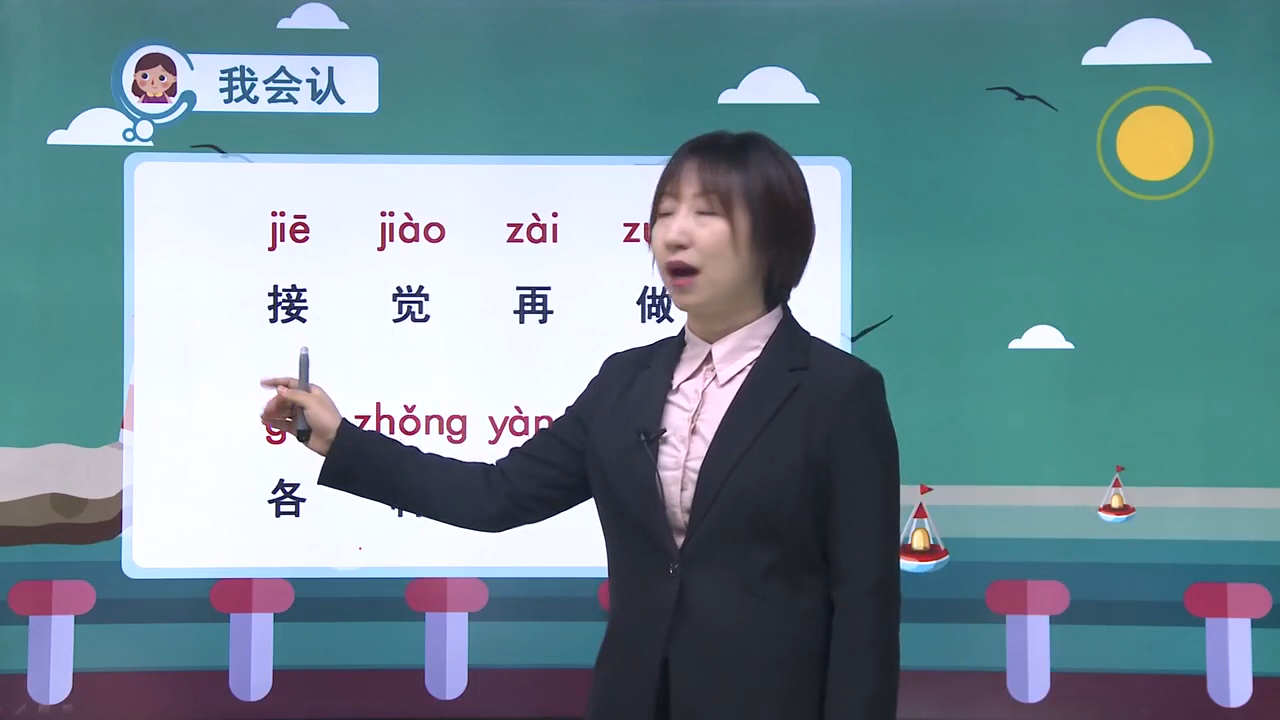 我会认
jiē jiào zài
接 觉 再 做
zhǒng
各